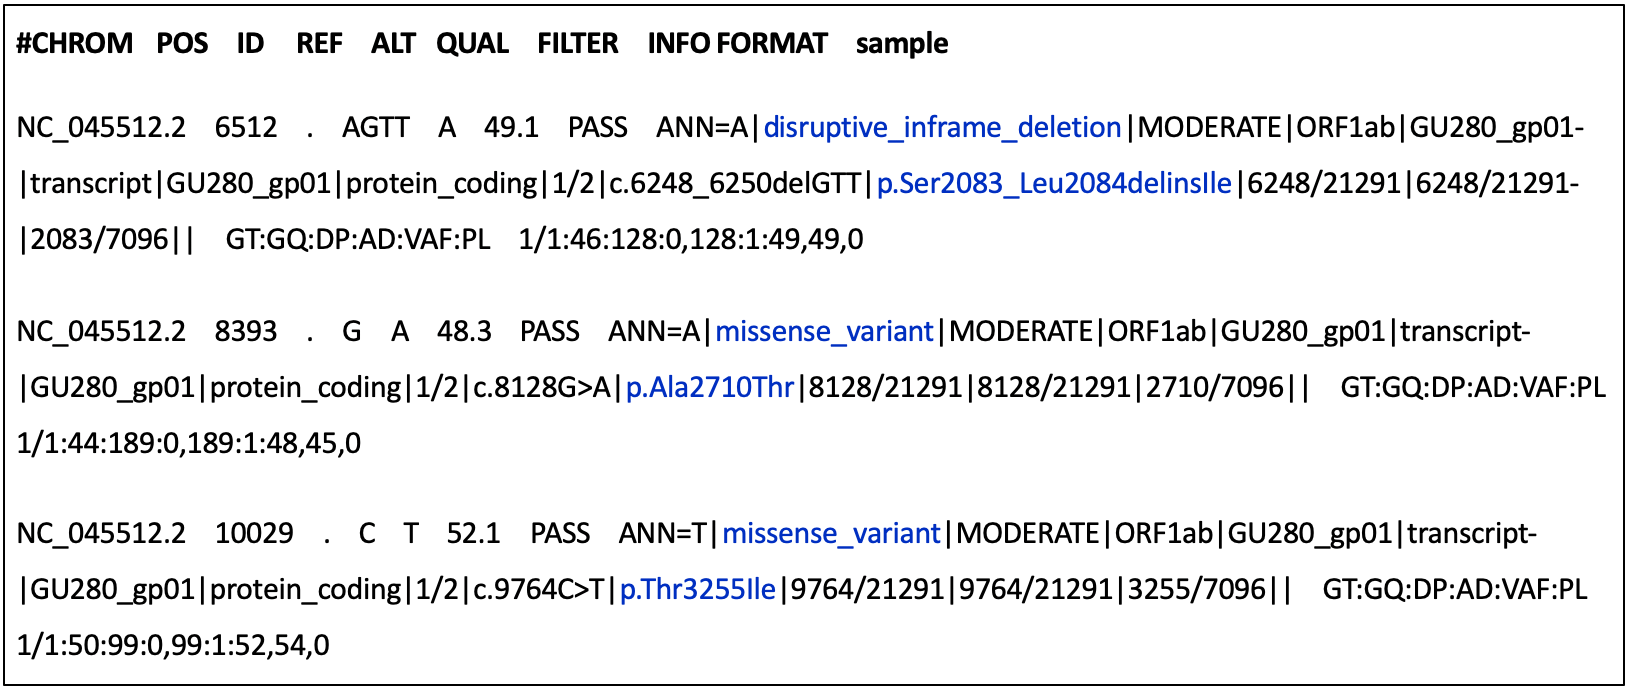 #CHROM POS ID REF ALT QUAL FILTER INFO FORMAT sample
NC_045512.2 6512 . AGTT A 49.1 PASS ANN=A|disruptive_inframe_deletion|MODERATE|ORF1ab|GU280_gp01-
|transcript|GU280_gp01|protein_coding|1/2|c.6248_6250delGTT|p.Ser2083_Leu2084delinsIle|6248/21291|6248/21291-
|2083/7096|| GT:GQ:DP:AD:VAF:PL 1/1:46:128:0,128:1:49,49,0
NC_045512.2 8393 . G A 48.3 PASS ANN=A|missense_variant|MODERATE|ORF1ab|GU280_gp01|transcript-
|GU280_gp01|protein_coding|1/2|c.8128G>A|p.Ala2710Thr|8128/21291|8128/21291|2710/7096|| GT:GQ:DP:AD:VAF:PL
1/1:44:189:0,189:1:48,45,0
NC_045512.2 10029 . C T 52.1 PASS ANN=T|missense_variant|MODERATE|ORF1ab|GU280_gp01|transcript-
|GU280_gp01|protein_coding|1/2|c.9764C>T|p.Thr3255Ile|9764/21291|9764/21291|3255/7096|| GT:GQ:DP:AD:VAF:PL
1/1:50:99:0,99:1:52,54,0